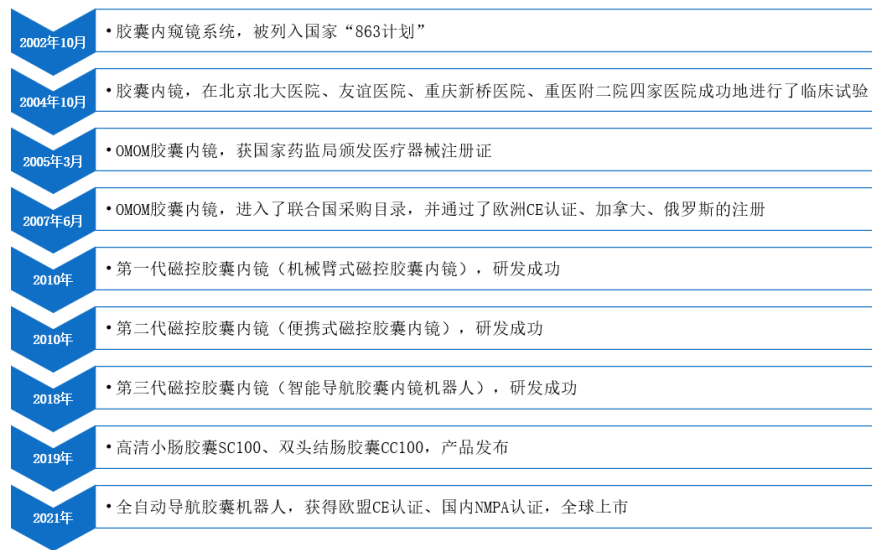 2002年10月
•胶囊内窥镜系统，被列入国家“863计划”
2004年10月
•胶囊内镜，在北京北大医院、友谊医院、重庆新桥医院、重医附二院四家医院成功地进行了临床试验
2005年3月
•OMOM胶囊内镜，获国家药监局颁发医疗器械注册证
2007年6月
•OMOM胶囊内镜，进入了联合国采购目录，并通过了欧洲CE认证、加拿大、俄罗斯的注册
2010年
•第一代磁控胶囊内镜（机械臂式磁控胶囊内镜），研发成功
2010年
•第二代磁控胶囊内镜（便携式磁控胶囊内镜），研发成功
2018年
•第三代磁控胶囊内镜（智能导航胶囊内镜机器人），研发成功
2019年
•高清小肠胶囊SC100、双头结肠胶囊CC100，产品发布
2021年
•全自动导航胶囊机器人，获得欧盟CE认证、国内NMPA认证，全球上市